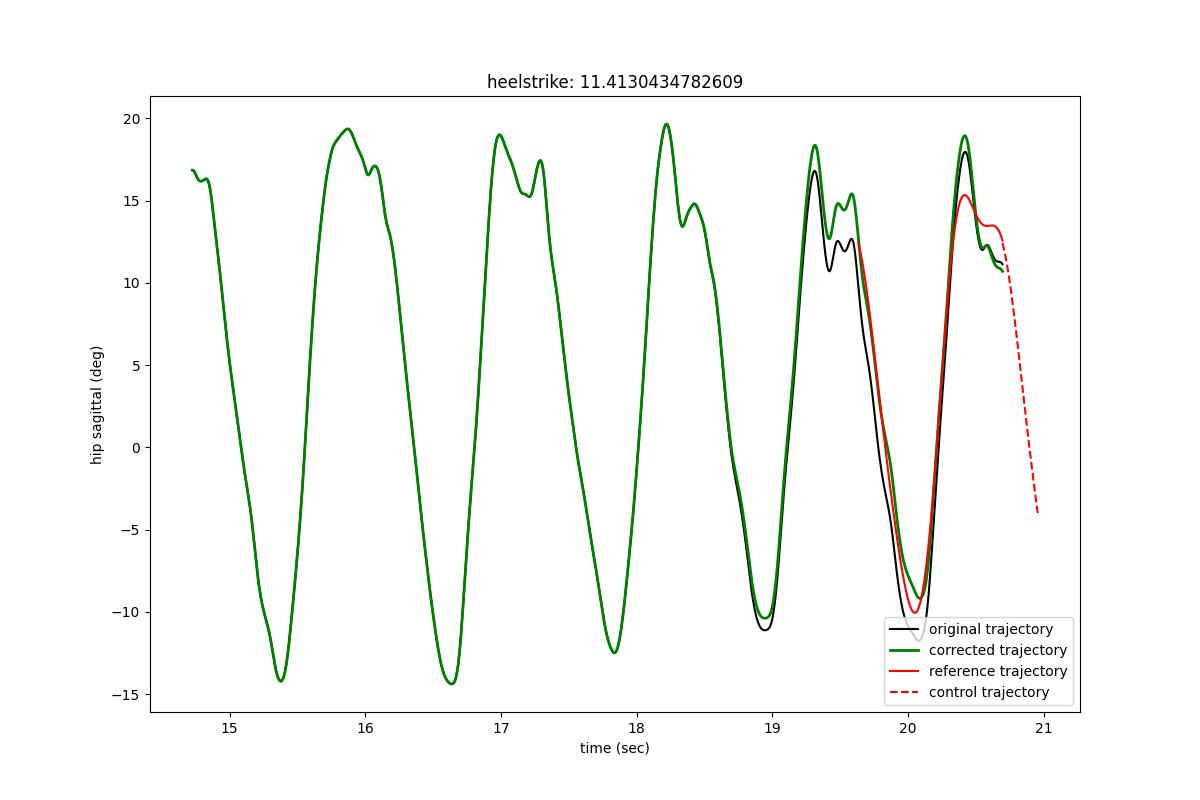 heelstrike: 11.4130434782609
20
15
10
5
0
−5
−10
−15
hip sagittal (deg)
original trajectory
corrected trajectory
reference trajectory
control trajectory
15 16 17 18 19 20 21
time (sec)